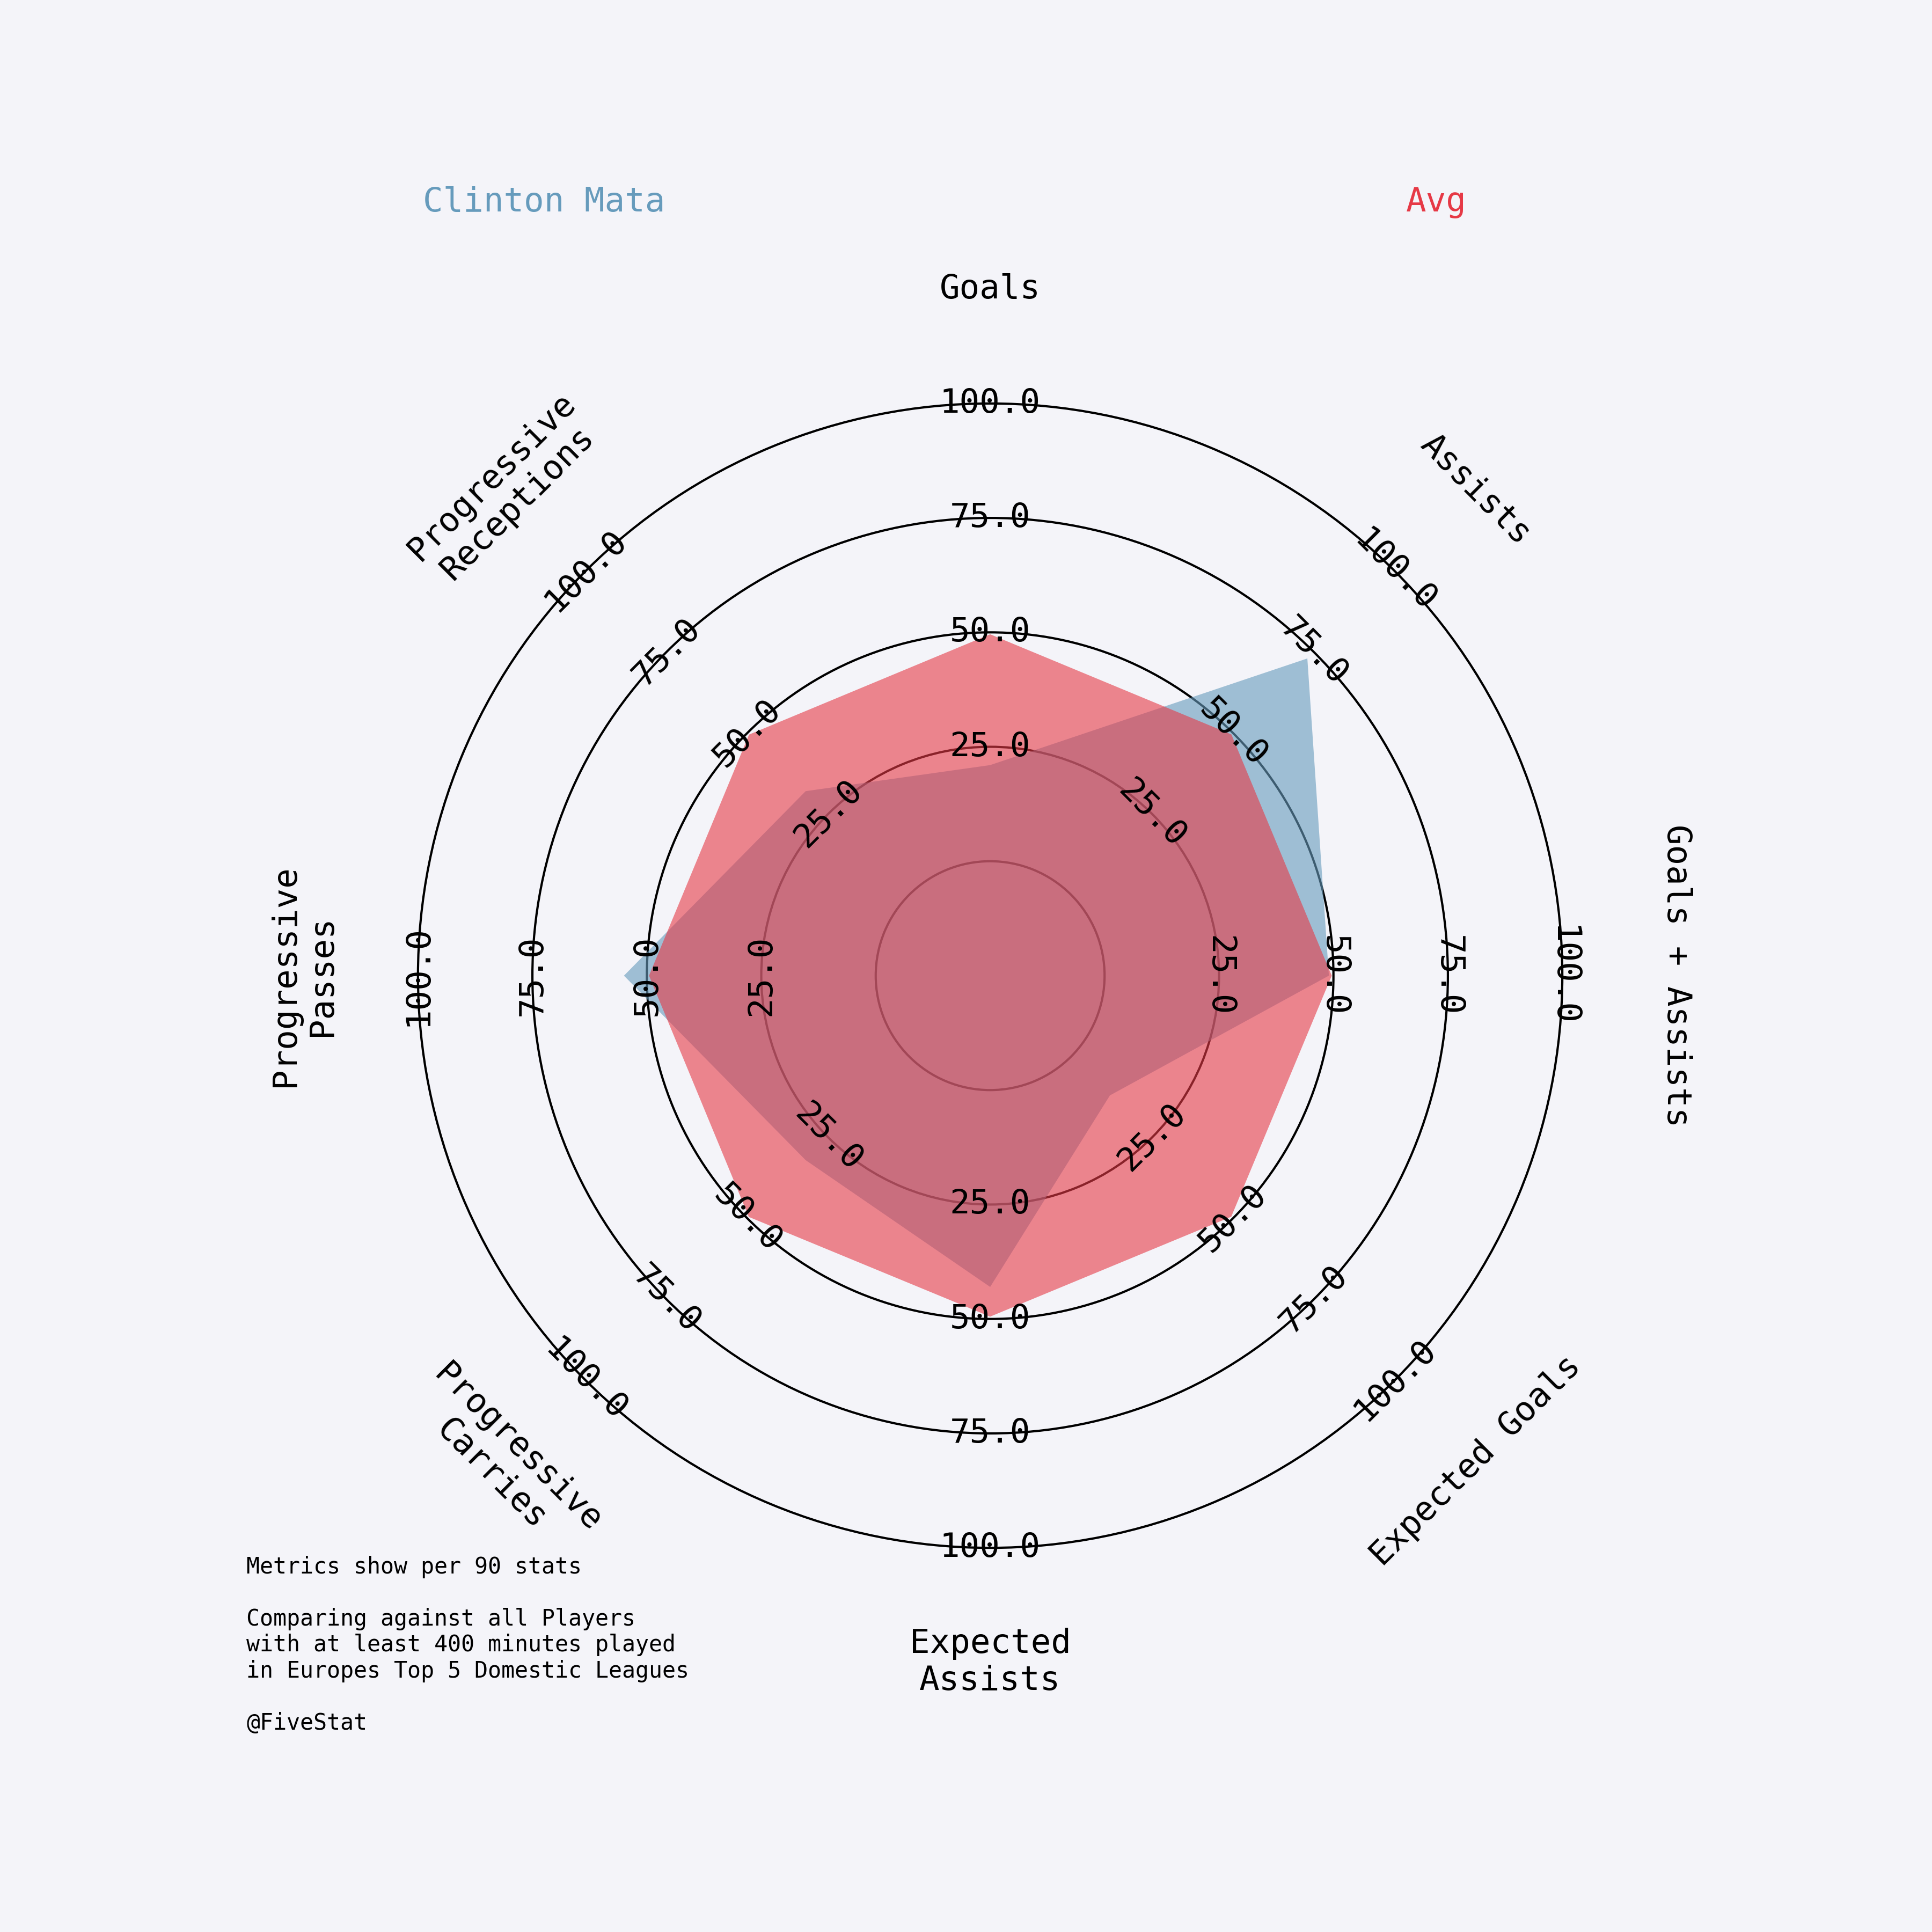 Clinton Mata
Avg
Goals
Assists
Goals + Assists
Expected Goals
Expected
Assists
Progressive
Carries
Progressive
Passes
Progressive
Receptions
25.0
50.0
75.0
100.0
25.0
50.0
75.0
100.0
25.0
50.0
75.0
100.0
25.0
50.0
75.0
100.0
25.0
50.0
75.0
100.0
25.0
50.0
75.0
100.0
25.0
50.0
75.0
100.0
25.0
50.0
75.0
100.0
Metrics show per 90 stats
Comparing against all Players
with at least 400 minutes played
in Europes Top 5 Domestic Leagues
@FiveStat